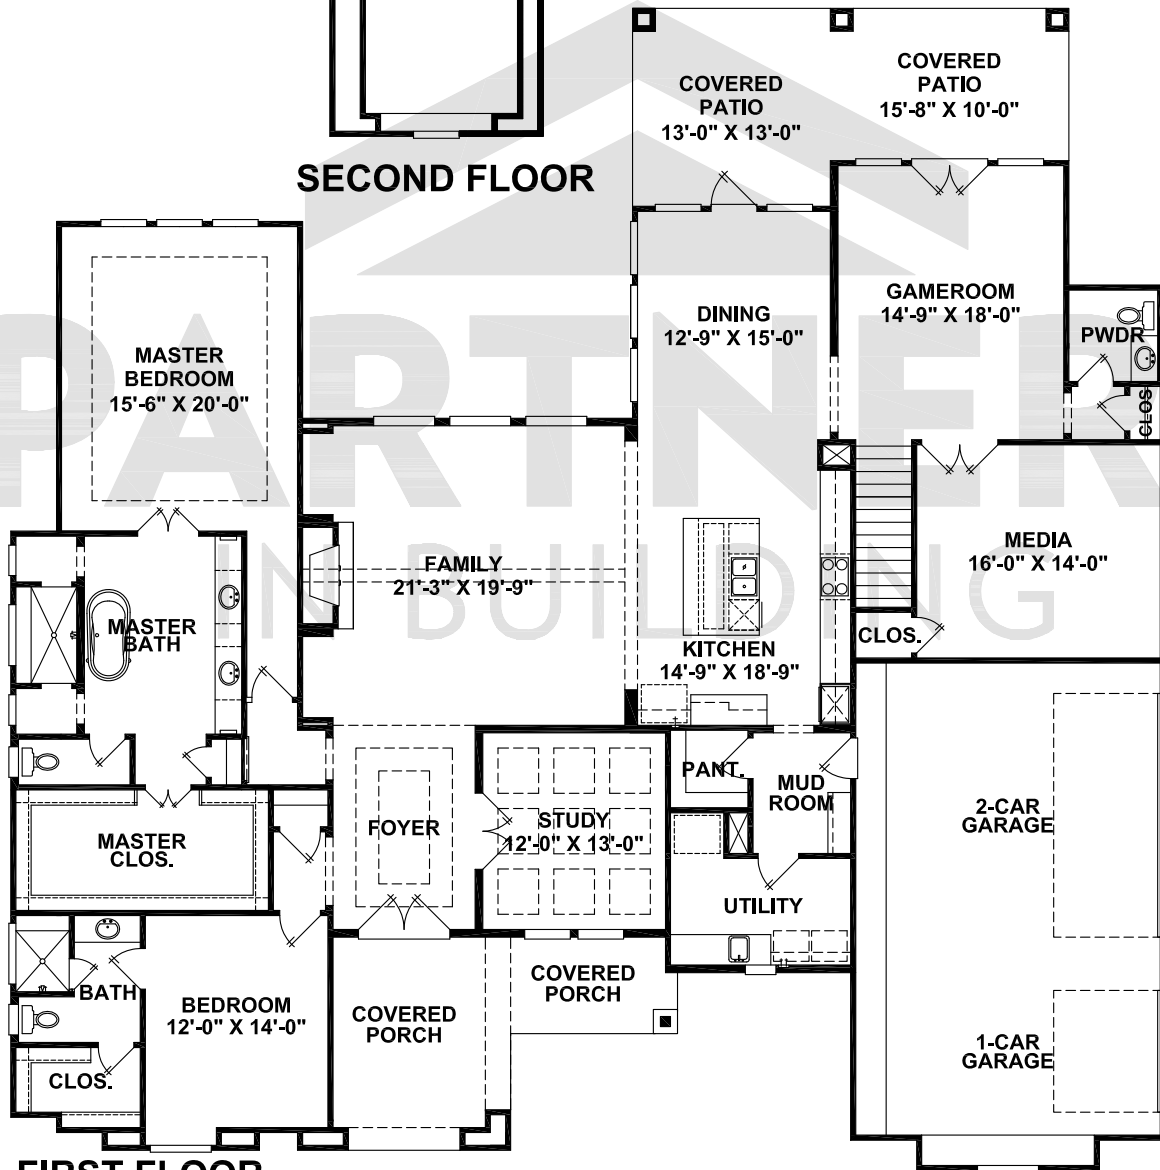 COVERED
PATIO
13'-0" X 13'-0"
COVERED
PATIO
15'-8" X 10'-0"
SECOND FLOOR
DINING
12'-9" X 15'-0"
GAMEROOM
14'-9" X 18'-0"
PWDR
CLOS
MASTER
BEDROOM
15'-6" X 20'-0"
PARTNER
IN BUILDING
FAMILY
21'-3" X 19'-9"
MEDIA
16'-0" X 14'-0"
CLOS.
MASTER
BATH
KITCHEN
14'-9" X 18'-9"
PANT.
MUD
ROOM
MASTER
CLOS.
FOYER
STUDY
12'-0" X 13'-0"
2-CAR
GARAGE
UTILITY
BATH
BEDROOM
12'-0" X 14'-0"
COVERED
PORCH
COVERED
PORCH
CLOS.
1-CAR
GARAGE
FIRST FLOOR